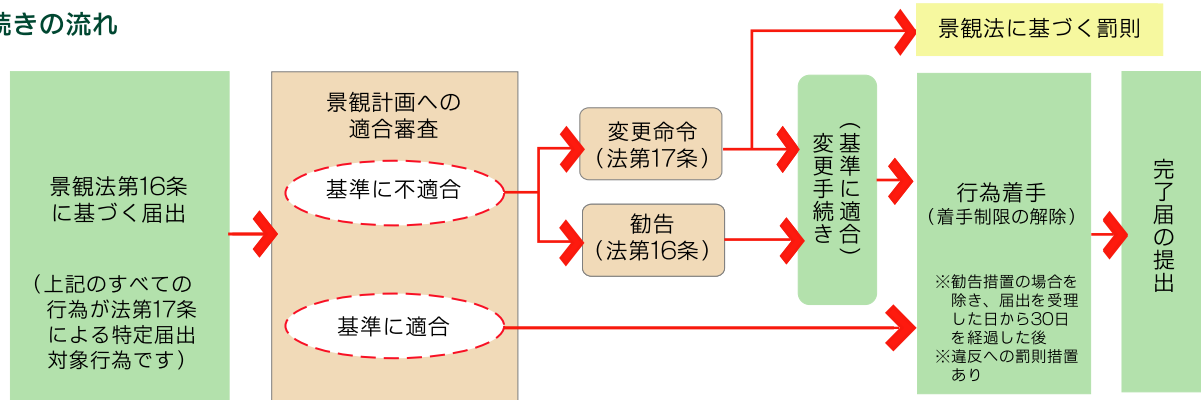 続きの流れ
景観法に基づく罰則
景観法第16条
に基づく届出
（上記のすべての
行為が法第17条
による特定届出
対象行為です）
景観計画への
適合審査
基準に不適合
基準に適合
変更命令
（法第17条）
勧告
（法第16条）
変更手続き
（基準に適合）
行為着手
（着手制限の解除）
※勧告措置の場合を
除き、届出を受理
した日から30日
を経過した後
※違反への罰則措置
あり
完了届の提出